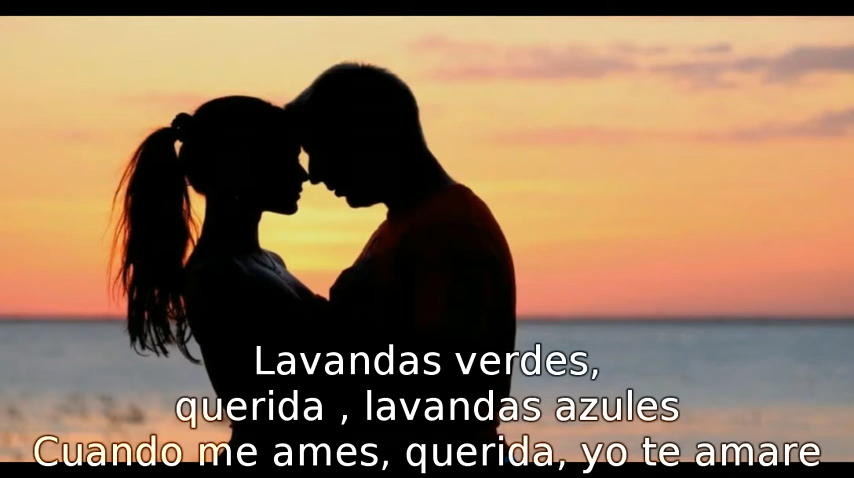 Lavandas verdes,
querida , lavandas azules
Cuando me ames, querida, yo te amare